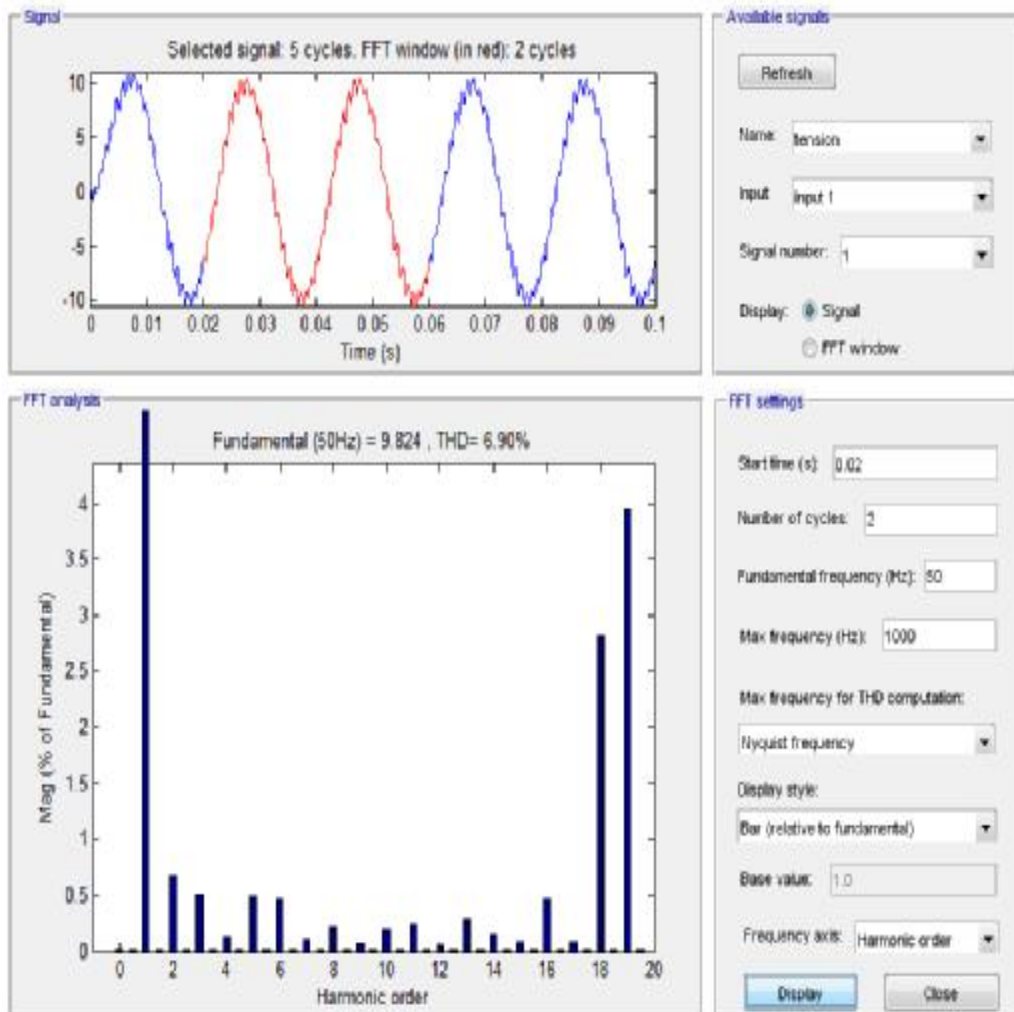 Signal
Selected signal: 5 cycles. FFT window (in red): 2 cycles
10
5
0
-5
-10
0 0.01 0.02 0.03 0.04 0.05 0.06 0.07 0.08 0.09 0.1
Time (s)
Available signals
Refresh
Name: tension
Input input 1
Signal number: 1
Display: Signal
FFT window
FFT analysis
Fundamental (50Hz) = 9.824 , THD= 6.90%
4
3.5
3
2.5
2
1.5
1
0.5
0
Mag (% of Fundamental)
0 2 4 6 8 10 12 14 16 18 20
Harmonic order
FFT settings
Start time (s): 0.02
Number of cycles: 2
Fundamental frequency (Hz): 50
Max frequency (Hz): 1000
Max frequency for THD computation:
Nyquist frequency
Display style:
Bar (relative to fundamental)
Base value: 1.0
Frequency axis: Harmonic order
Display Close